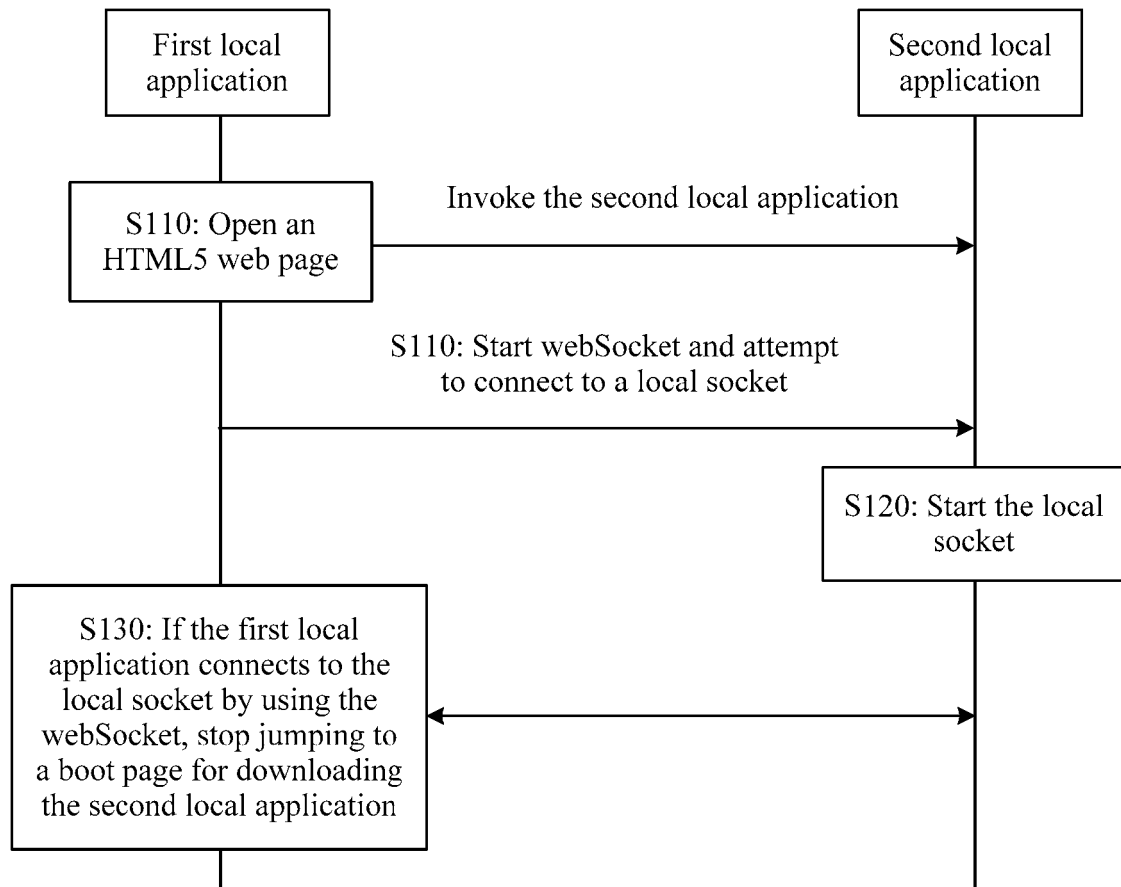 First local
application
Second local
application
S110: Open an
HTML5 web page
Invoke the second local application
S110: Start webSocket and attempt
to connect to a local socket
S120: Start the local
socket
S130: If the first local
application connects to the
local socket by using the
webSocket, stop jumping to
a boot page for downloading
the second local application